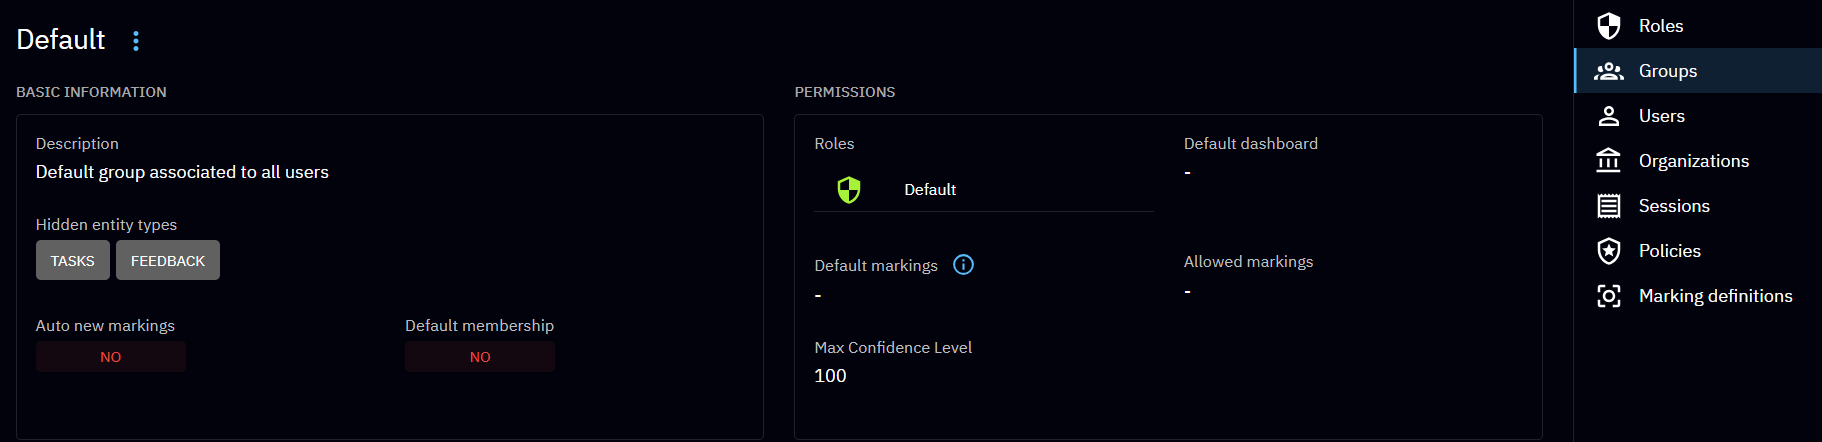 Default
BASIC INFORMATION
Description
Default group associated to all users
Hidden entity types
TASKS FEEDBACK
Auto new markings Default membership
NO NO
PERMISSIONS
Roles Default dashboard
-
Default
Default markings Allowed markings
- -
Max Confidence Level
100
Roles
Groups
Users
Organizations
Sessions
Policies
Marking definitions